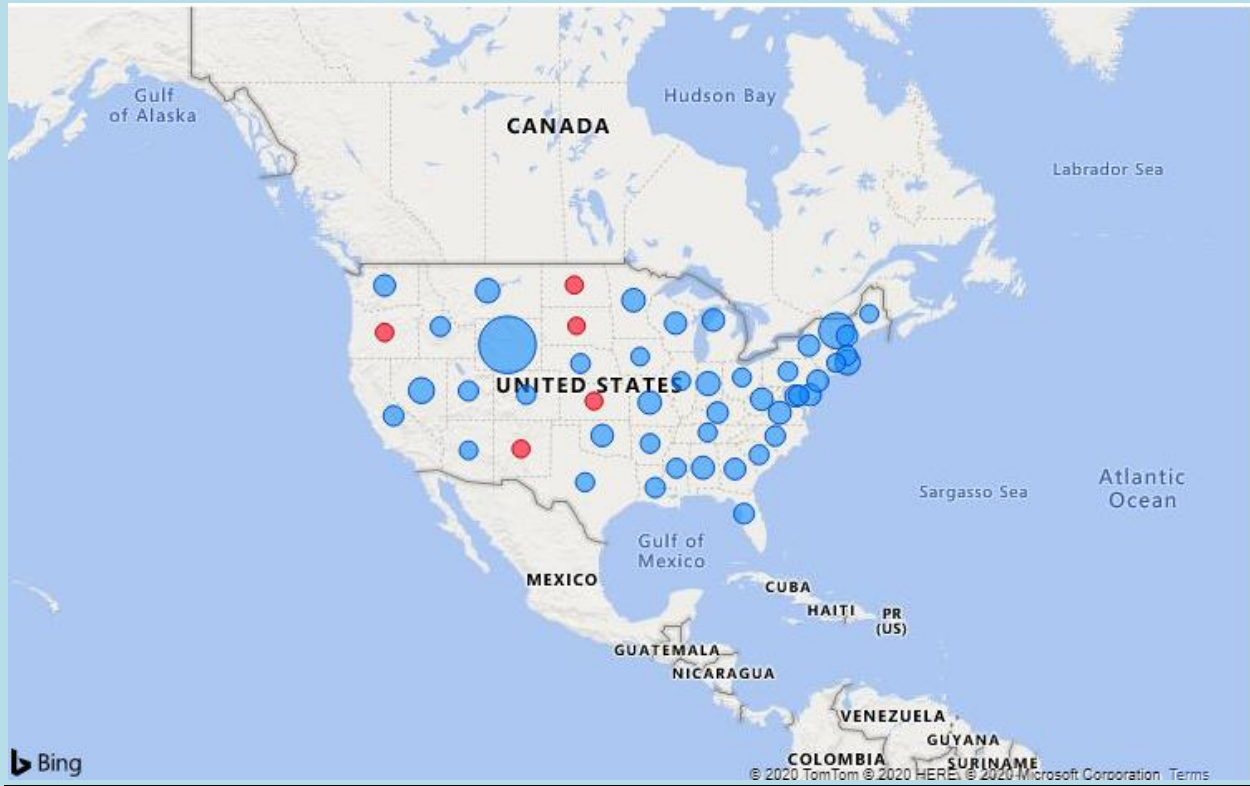 Gulf
of Alaska
Hudson Bay
CANADA
Labrador Sea
UNITED STATES
Sargasso Sea
Atlantic
Ocean
Gulf of
Mexico
MEXICO
CUBA
HAITI
PR
(US)
GUATEMALA
NICARAGUA
VENEZUELA
GUYANA
COLOMBIA
SURINAME
Bing
© 2020 TomTom © 2020 HERE, © 2020 Microsoft Corporation Terms